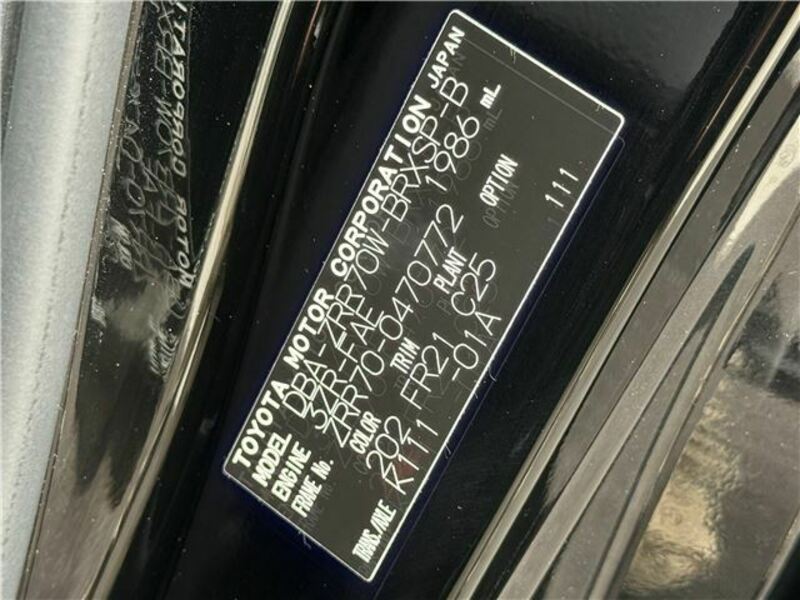 TOYOTA MOTOR CORPORATION JAPAN
MODEL DBA-ZRR70W-BRXSP-B
ENGINE 3ZR-FAE 1986 mL
FRAME No. ZRR70-0470772
COLOR TRIM PLANT OPTION
202 FR21 C25 111
TRANS./AXLE K111 -01A